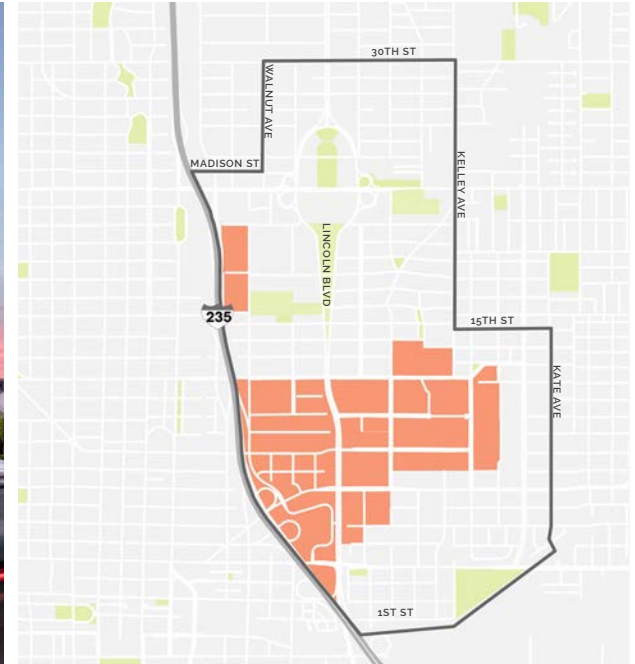 30TH ST
WALNUT AVE
MADISON ST
KELLEY AVE
LINCOLN BLVD
235
15TH ST
KATE AVE
1ST ST